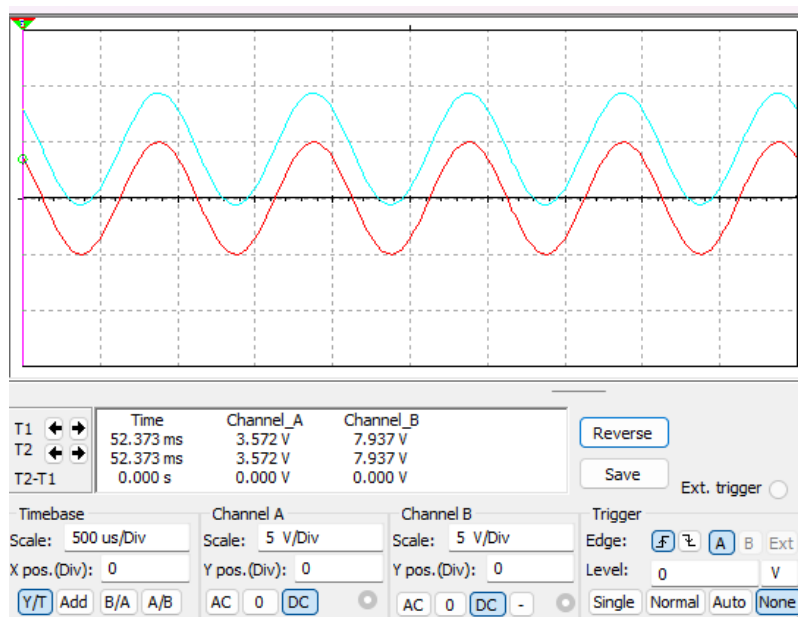 Time Channel_A Channel_B
T1 52.373 ms 3.572 V 7.937 V
T2 52.373 ms 3.572 V 7.937 V
T2-T1 0.000 s 0.000 V 0.000 V
Reverse
Save
Ext. trigger
Timebase
Scale: 500 us/Div
X pos.(Div): 0
Y/T Add B/A A/B
Channel A
Scale: 5 V/Div
Y pos.(Div): 0
AC 0 DC
Channel B
Scale: 5 V/Div
Y pos.(Div): 0
AC 0 DC -
Trigger
Edge: A B Ext
Level: 0 V
Single Normal Auto None